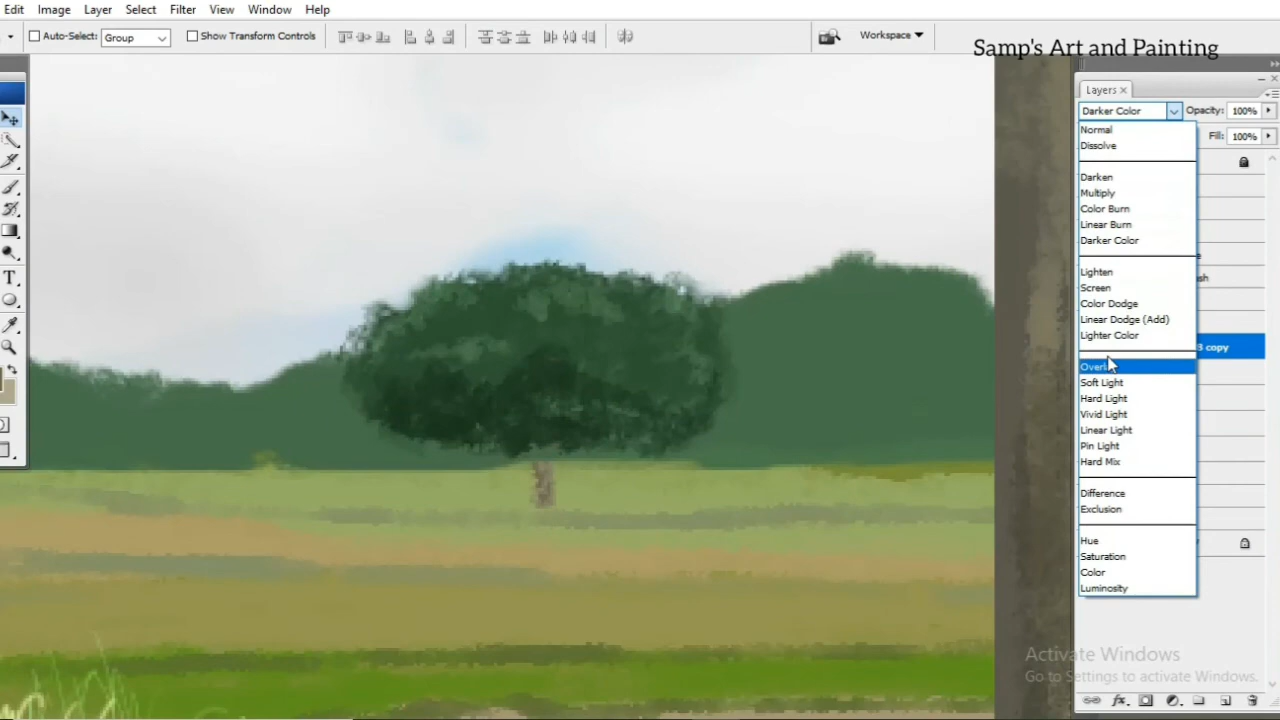 Edit Image Layer Select Filter View Window Help
Auto-Select: Group Show Transform Controls Workspace
Samp's Art and Painting
Layers
Darker Color Opacity: 100%
Normal Fill: 100%
Dissolve
Darken
Multiply
Color Burn
Linear Burn
Darker Color
Lighten
Screen
Color Dodge
Linear Dodge (Add)
Lighter Color
3 copy
Soft Light
Hard Light
Vivid Light
Linear Light
Pin Light
Hard Mix
Difference
Exclusion
Hue
Saturation
Color
Luminosity
Activate Windows
Go to Settings to activate Windows.